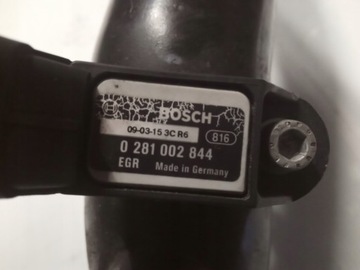 BOSCH
09-03-15 3C R6
816
0 281 002 844
EGR Made in Germany